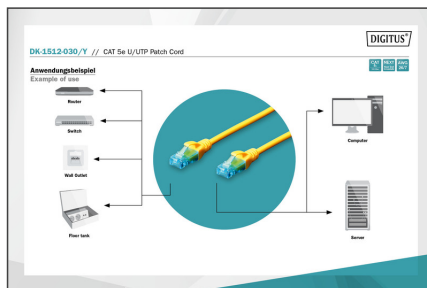 DIGITUS®
DK-1512-030/Y // CAT 5e U/UTP Patch Cord
Anwendungsbeispiel
Example of use
Router
Switch
Wall Outlet
Floor tank
Computer
Server